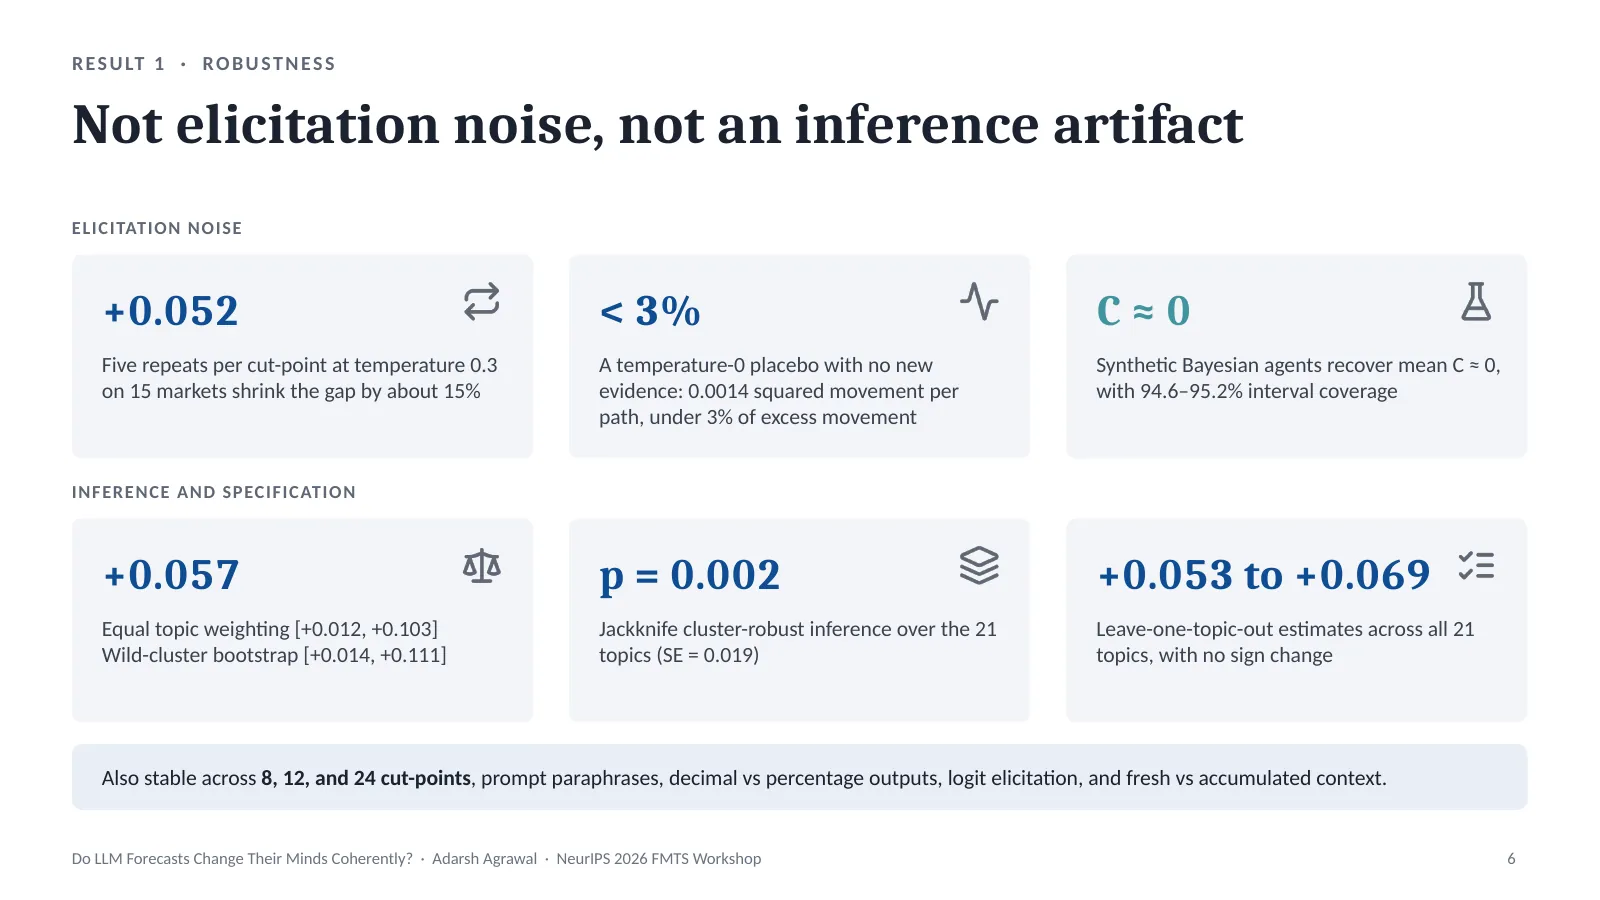 RESULT 1 · ROBUSTNESS
Not elicitation noise, not an inference artifact
ELICITATION NOISE
+0.052
Five repeats per cut-point at temperature 0.3
on 15 markets shrink the gap by about 15%
< 3%
A temperature-0 placebo with no new
evidence: 0.0014 squared movement per
path, under 3% of excess movement
C ≈ 0
Synthetic Bayesian agents recover mean C ≈ 0,
with 94.6–95.2% interval coverage
INFERENCE AND SPECIFICATION
+0.057
Equal topic weighting [+0.012, +0.103]
Wild-cluster bootstrap [+0.014, +0.111]
p = 0.002
Jackknife cluster-robust inference over the 21
topics (SE = 0.019)
+0.053 to +0.069
Leave-one-topic-out estimates across all 21
topics, with no sign change
Also stable across 8, 12, and 24 cut-points, prompt paraphrases, decimal vs percentage outputs, logit elicitation, and fresh vs accumulated context.
Do LLM Forecasts Change Their Minds Coherently? · Adarsh Agrawal · NeurIPS 2026 FMTS Workshop
6